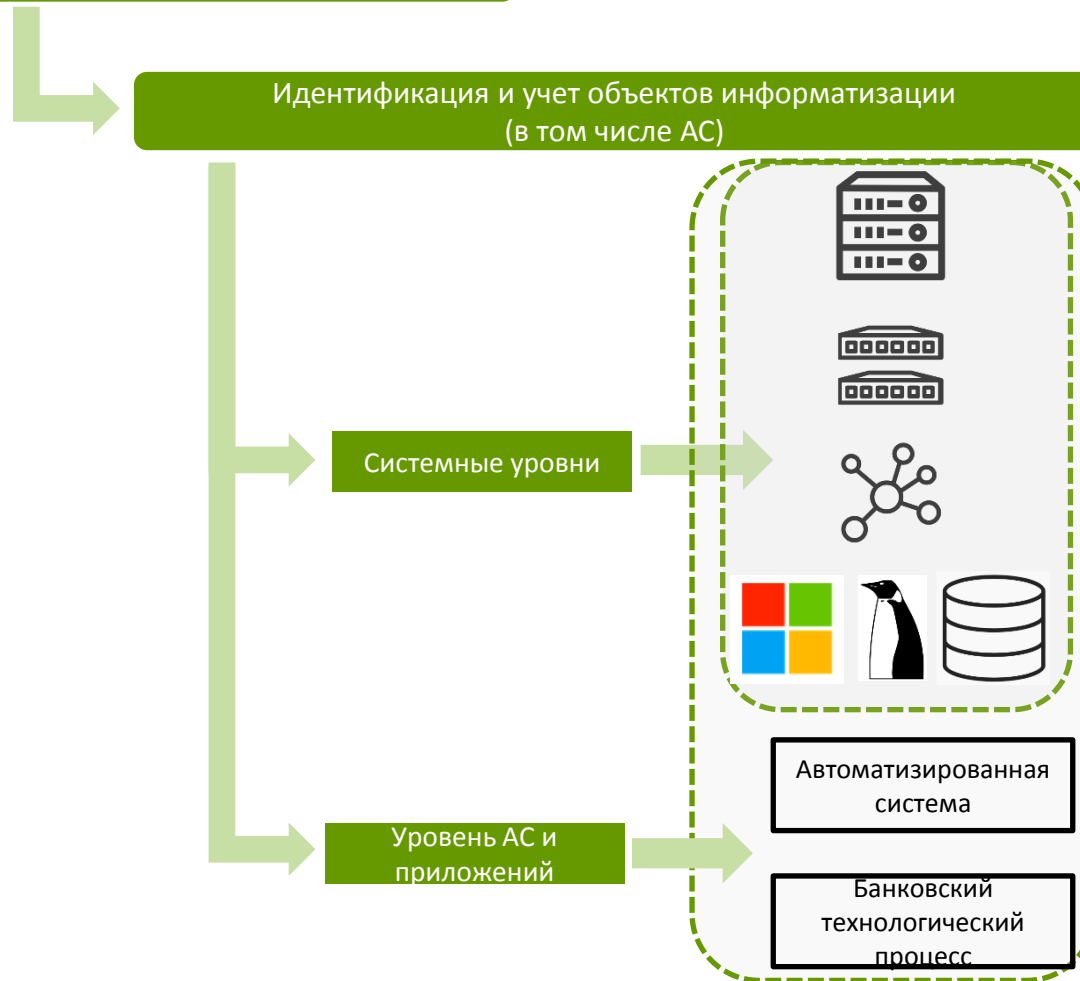 Идентификация и учет объектов информатизации
(в том числе АС)
Системные уровни
Автоматизированная
система
Уровень АС и
приложений
Банковский
технологический
процесс